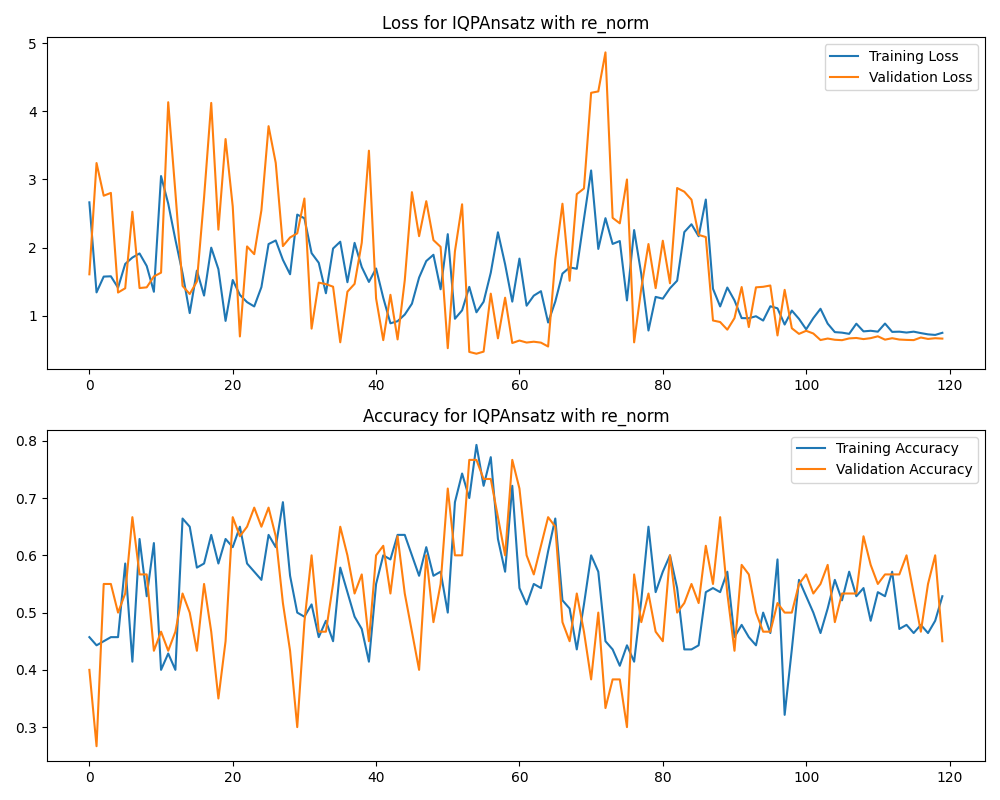 Loss for IQPAnsatz with re_norm
5
4
3
2
1
Training Loss
Validation Loss
0 20 40 60 80 100 120
Accuracy for IQPAnsatz with re_norm
0.8
0.7
0.6
0.5
0.4
0.3
Training Accuracy
Validation Accuracy
0 20 40 60 80 100 120